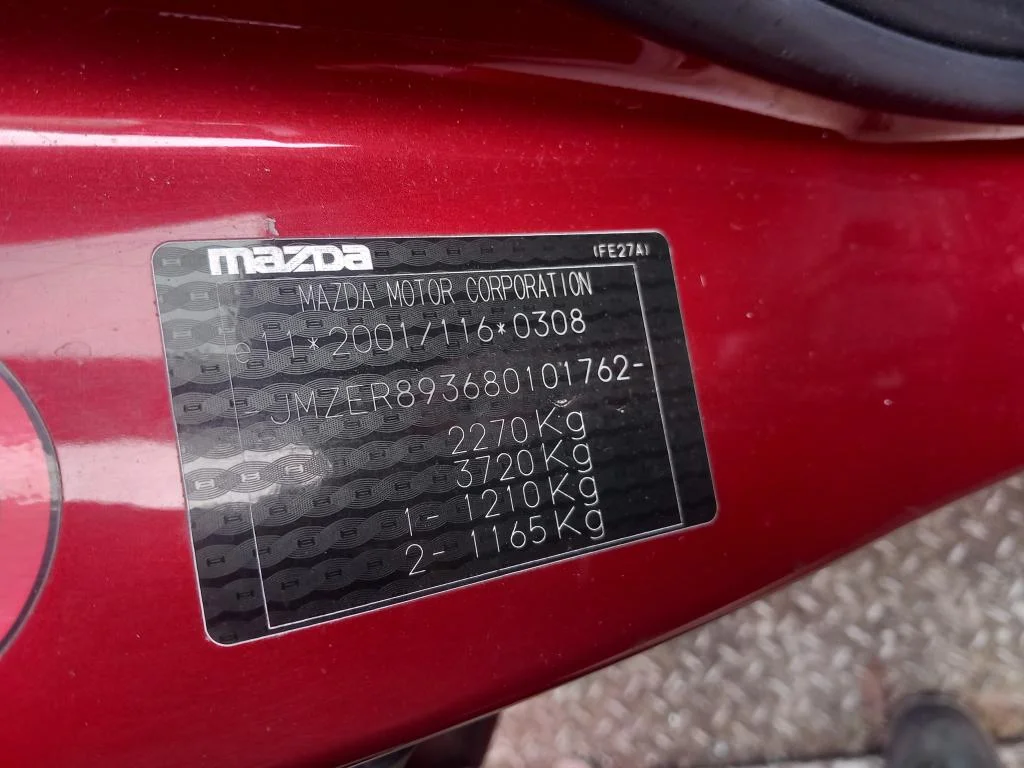 mazda (FE27A)
MAZDA MOTOR CORPORATION
e11*2001/116*0308
-JMZER893680101762-
2270Kg
3720Kg
1- 1210Kg
2- 1165Kg